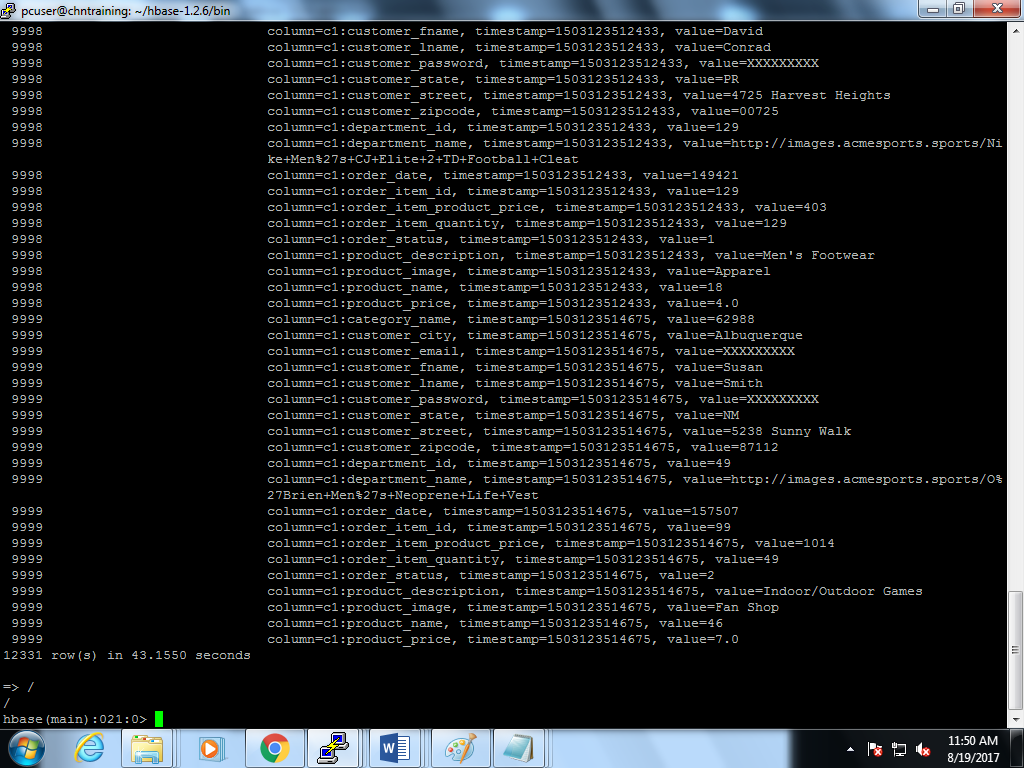 pcuser@chntraining: ~/hbase-1.2.6/bin
9998 column=c1:customer_fname, timestamp=1503123512433, value=David
9998 column=c1:customer_lname, timestamp=1503123512433, value=Conrad
9998 column=c1:customer_password, timestamp=1503123512433, value=XXXXXXXXX
9998 column=c1:customer_state, timestamp=1503123512433, value=PR
9998 column=c1:customer_street, timestamp=1503123512433, value=4725 Harvest Heights
9998 column=c1:customer_zipcode, timestamp=1503123512433, value=00725
9998 column=c1:department_id, timestamp=1503123512433, value=129
9998 column=c1:department_name, timestamp=1503123512433, value=http://images.acmesports.sports/Ni
ke+Men%27s+CJ+Elite+2+TD+Football+Cleat
9998 column=c1:order_date, timestamp=1503123512433, value=149421
9998 column=c1:order_item_id, timestamp=1503123512433, value=129
9998 column=c1:order_item_product_price, timestamp=1503123512433, value=403
9998 column=c1:order_item_quantity, timestamp=1503123512433, value=129
9998 column=c1:order_status, timestamp=1503123512433, value=1
9998 column=c1:product_description, timestamp=1503123512433, value=Men's Footwear
9998 column=c1:product_image, timestamp=1503123512433, value=Apparel
9998 column=c1:product_name, timestamp=1503123512433, value=18
9998 column=c1:product_price, timestamp=1503123512433, value=4.0
9999 column=c1:category_name, timestamp=1503123514675, value=62988
9999 column=c1:customer_city, timestamp=1503123514675, value=Albuquerque
9999 column=c1:customer_email, timestamp=1503123514675, value=XXXXXXXXX
9999 column=c1:customer_fname, timestamp=1503123514675, value=Susan
9999 column=c1:customer_lname, timestamp=1503123514675, value=Smith
9999 column=c1:customer_password, timestamp=1503123514675, value=XXXXXXXXX
9999 column=c1:customer_state, timestamp=1503123514675, value=NM
9999 column=c1:customer_street, timestamp=1503123514675, value=5238 Sunny Walk
9999 column=c1:customer_zipcode, timestamp=1503123514675, value=87112
9999 column=c1:department_id, timestamp=1503123514675, value=49
9999 column=c1:department_name, timestamp=1503123514675, value=http://images.acmesports.sports/O%
27Brien+Men%27s+Neoprene+Life+Vest
9999 column=c1:order_date, timestamp=1503123514675, value=157507
9999 column=c1:order_item_id, timestamp=1503123514675, value=99
9999 column=c1:order_item_product_price, timestamp=1503123514675, value=1014
9999 column=c1:order_item_quantity, timestamp=1503123514675, value=49
9999 column=c1:order_status, timestamp=1503123514675, value=2
9999 column=c1:product_description, timestamp=1503123514675, value=Indoor/Outdoor Games
9999 column=c1:product_image, timestamp=1503123514675, value=Fan Shop
9999 column=c1:product_name, timestamp=1503123514675, value=46
9999 column=c1:product_price, timestamp=1503123514675, value=7.0
12331 row(s) in 43.1550 seconds
=> /
/
hbase(main):021:0>
11:50 AM
8/19/2017